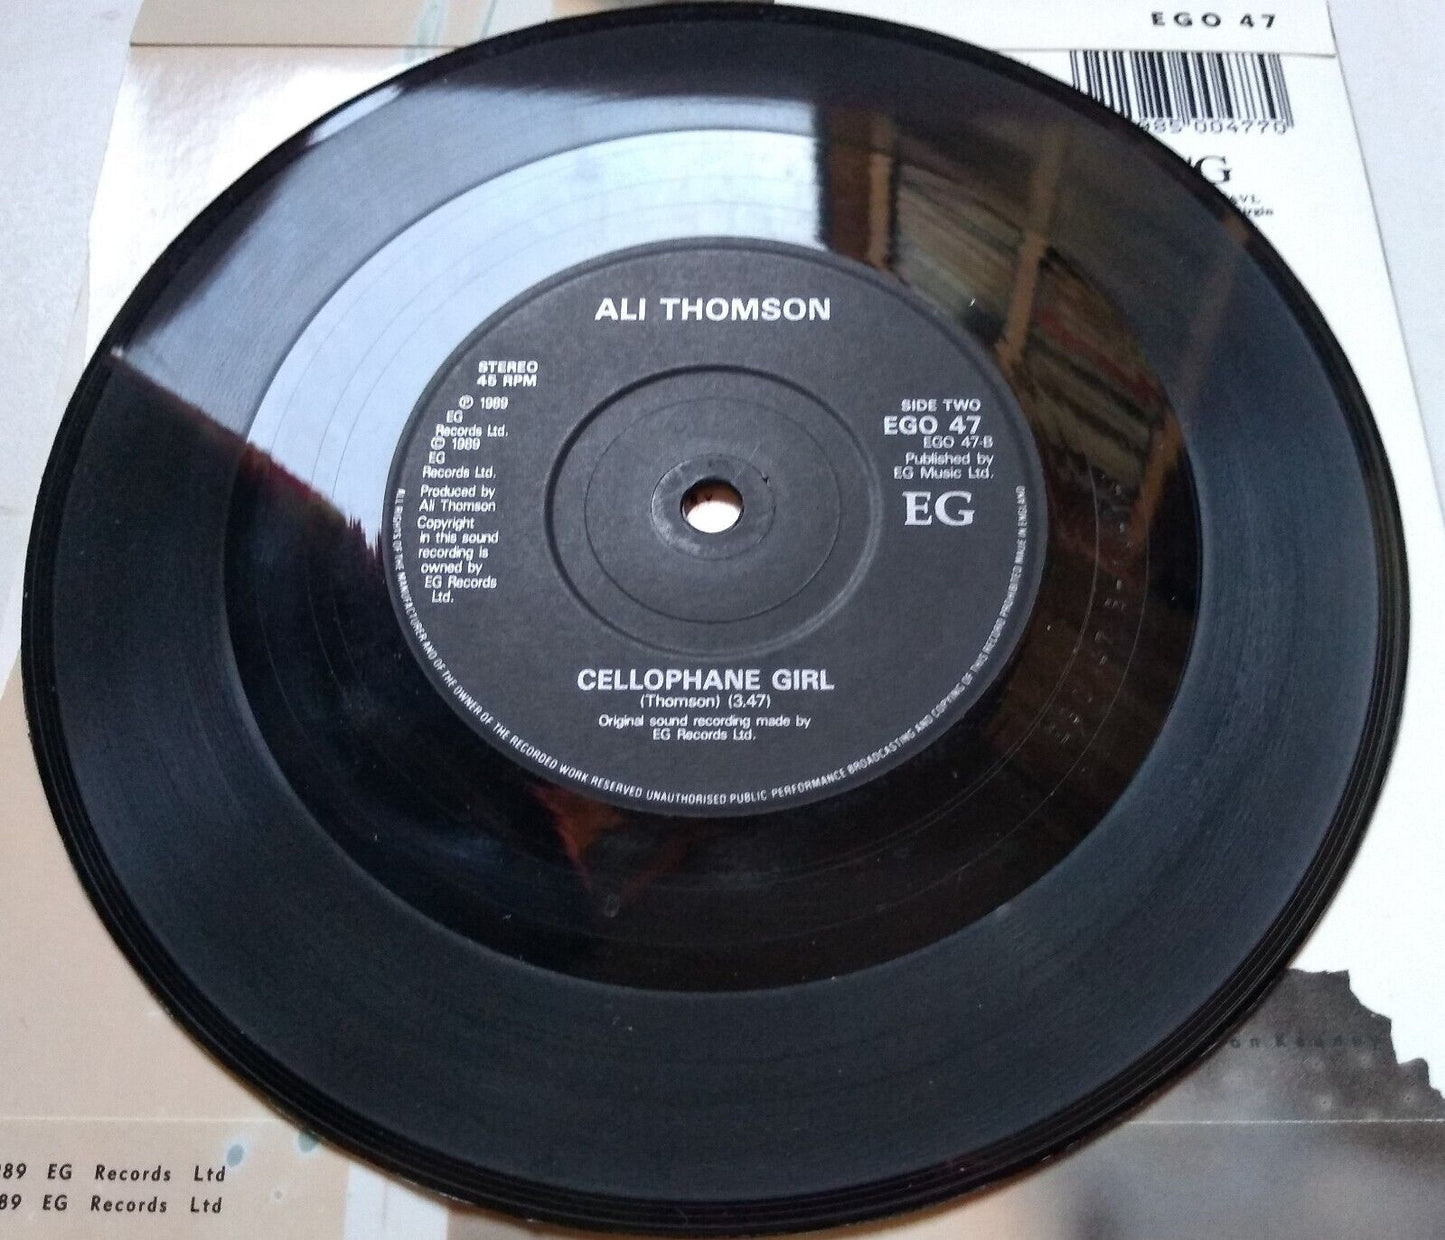 EGO 47
004770
ALI THOMSON
STEREO
45 RPM
℗ 1989
EG
Records Ltd.
© 1989
EG
Records Ltd.
Produced by
Ali Thomson
Copyright
in this sound
recording is
owned by
EG Records
Ltd.
SIDE TWO
EGO 47
EGO 47-B
Published by
EG Music Ltd.
EG
CELLOPHANE GIRL
(Thomson) (3.47)
Original sound recording made by
EG Records Ltd.
ALL RIGHTS OF THE MANUFACTURER AND OF THE OWNER OF THE RECORDED WORK RESERVED UNAUTHORISED PUBLIC PERFORMANCE BROADCASTING AND COPYING OF THIS RECORD PROHIBITED MADE IN ENGLAND
89 EG Records Ltd
89 EG Records Ltd